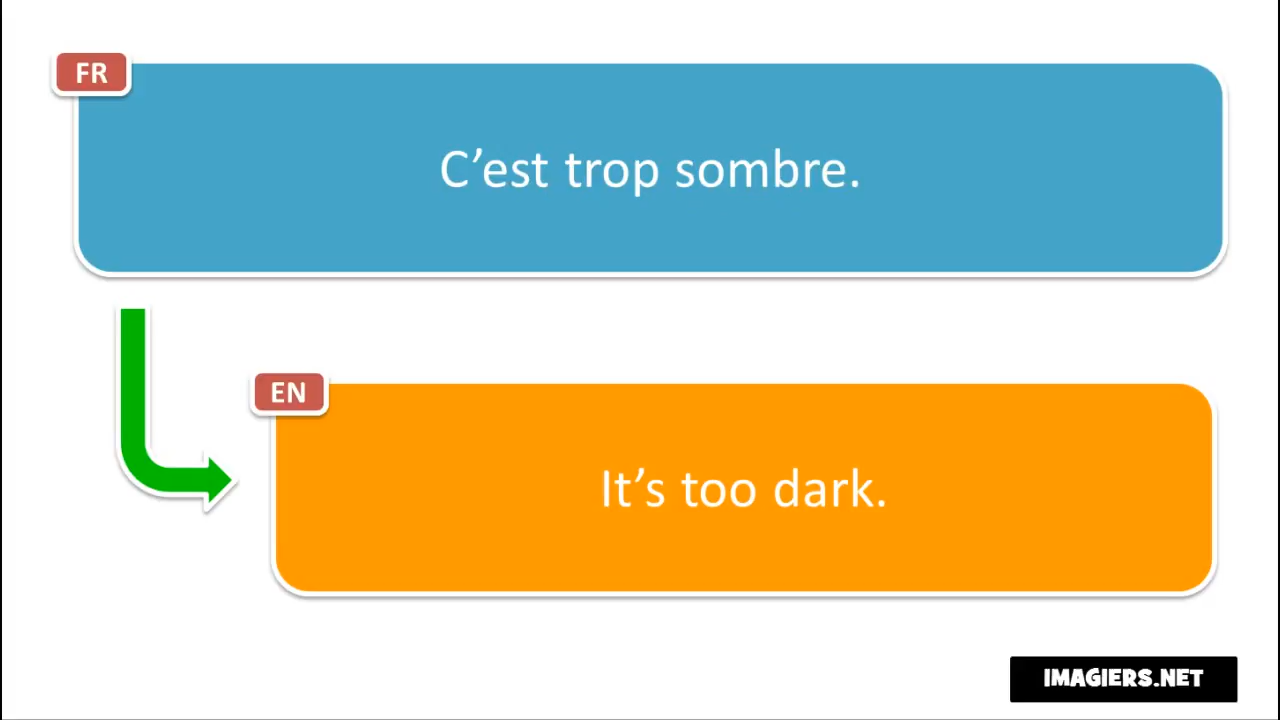 FR
C’est trop sombre.
EN
It’s too dark.
IMAGIERS.NET